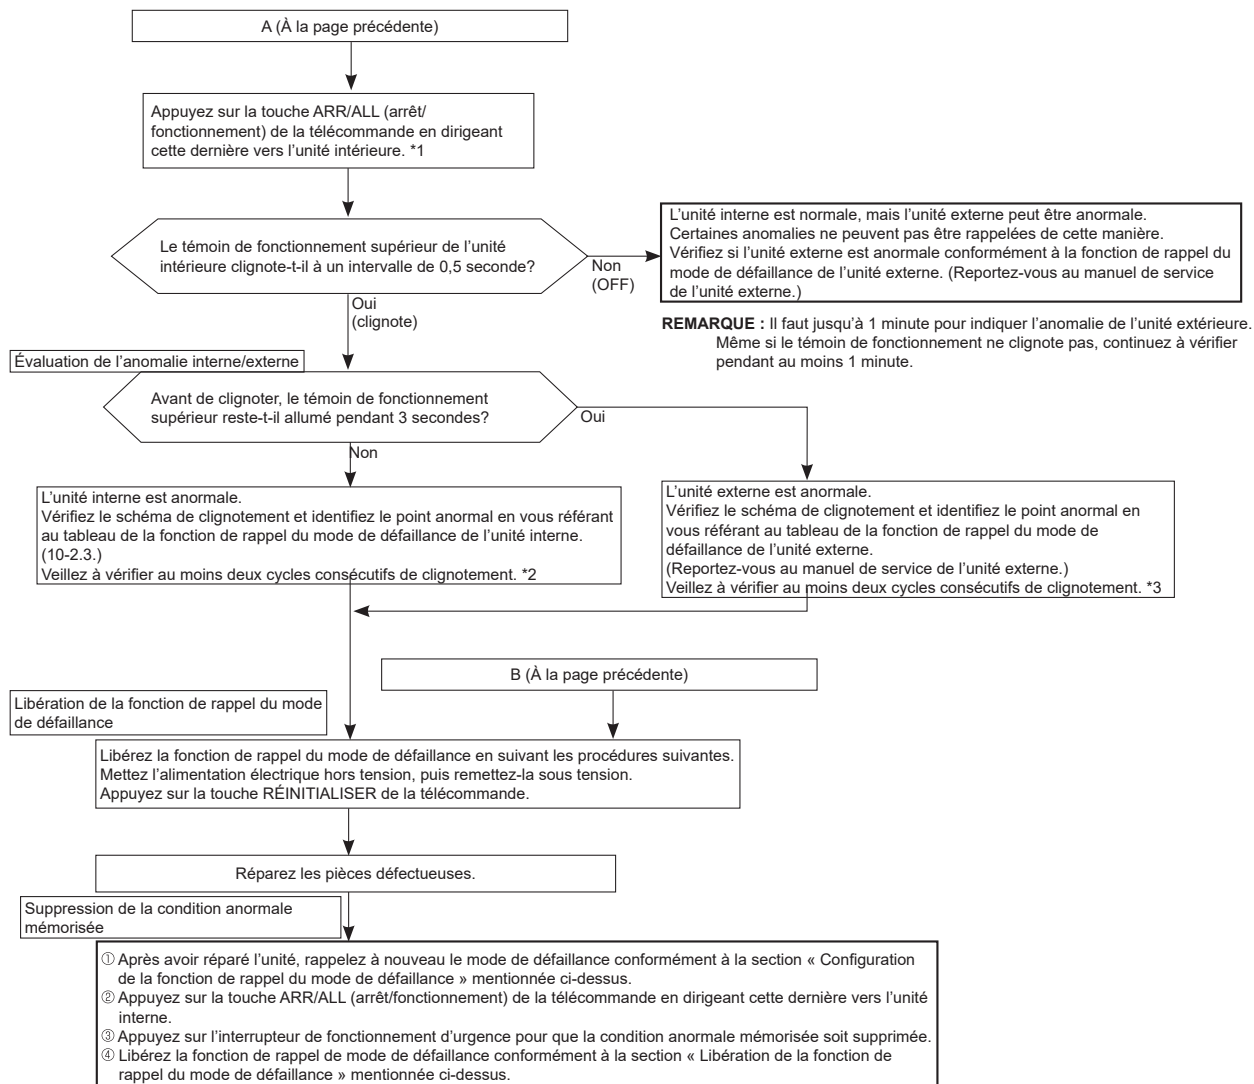 A (À la page précédente)
Appuyez sur la touche ARR/ALL (arrêt/
fonctionnement) de la télécommande en dirigeant
cette dernière vers l’unité intérieure. *1
Le témoin de fonctionnement supérieur de l’unité
intérieure clignote-t-il à un intervalle de 0,5 seconde?
Non
(OFF)
L’unité interne est normale, mais l’unité externe peut être anormale.
Certaines anomalies ne peuvent pas être rappelées de cette manière.
Vérifiez si l’unité externe est anormale conformément à la fonction de rappel du
mode de défaillance de l’unité externe. (Reportez-vous au manuel de service
de l’unité externe.)
REMARQUE : Il faut jusqu’à 1 minute pour indiquer l’anomalie de l’unité extérieure.
Même si le témoin de fonctionnement ne clignote pas, continuez à vérifier
pendant au moins 1 minute.
Oui
(clignote)
Évaluation de l’anomalie interne/externe
Avant de clignoter, le témoin de fonctionnement
supérieur reste-t-il allumé pendant 3 secondes?
Oui
Non
L’unité interne est anormale.
Vérifiez le schéma de clignotement et identifiez le point anormal en vous référant
au tableau de la fonction de rappel du mode de défaillance de l’unité interne.
(10-2.3.)
Veillez à vérifier au moins deux cycles consécutifs de clignotement. *2
L’unité externe est anormale.
Vérifiez le schéma de clignotement et identifiez le point anormal en
vous référant au tableau de la fonction de rappel du mode de
défaillance de l’unité externe.
(Reportez-vous au manuel de service de l’unité externe.)
Veillez à vérifier au moins deux cycles consécutifs de clignotement. *3
B (À la page précédente)
Libération de la fonction de rappel du mode
de défaillance
Libérez la fonction de rappel du mode de défaillance en suivant les procédures suivantes.
Mettez l’alimentation électrique hors tension, puis remettez-la sous tension.
Appuyez sur la touche RÉINITIALISER de la télécommande.
Réparez les pièces défectueuses.
Suppression de la condition anormale
mémorisée
① Après avoir réparé l’unité, rappelez à nouveau le mode de défaillance conformément à la section « Configuration
de la fonction de rappel du mode de défaillance » mentionnée ci-dessus.
② Appuyez sur la touche ARR/ALL (arrêt/fonctionnement) de la télécommande en dirigeant cette dernière vers l’unité
interne.
③ Appuyez sur l’interrupteur de fonctionnement d’urgence pour que la condition anormale mémorisée soit supprimée.
④ Libérez la fonction de rappel de mode de défaillance conformément à la section « Libération de la fonction de
rappel du mode de défaillance » mentionnée ci-dessus.